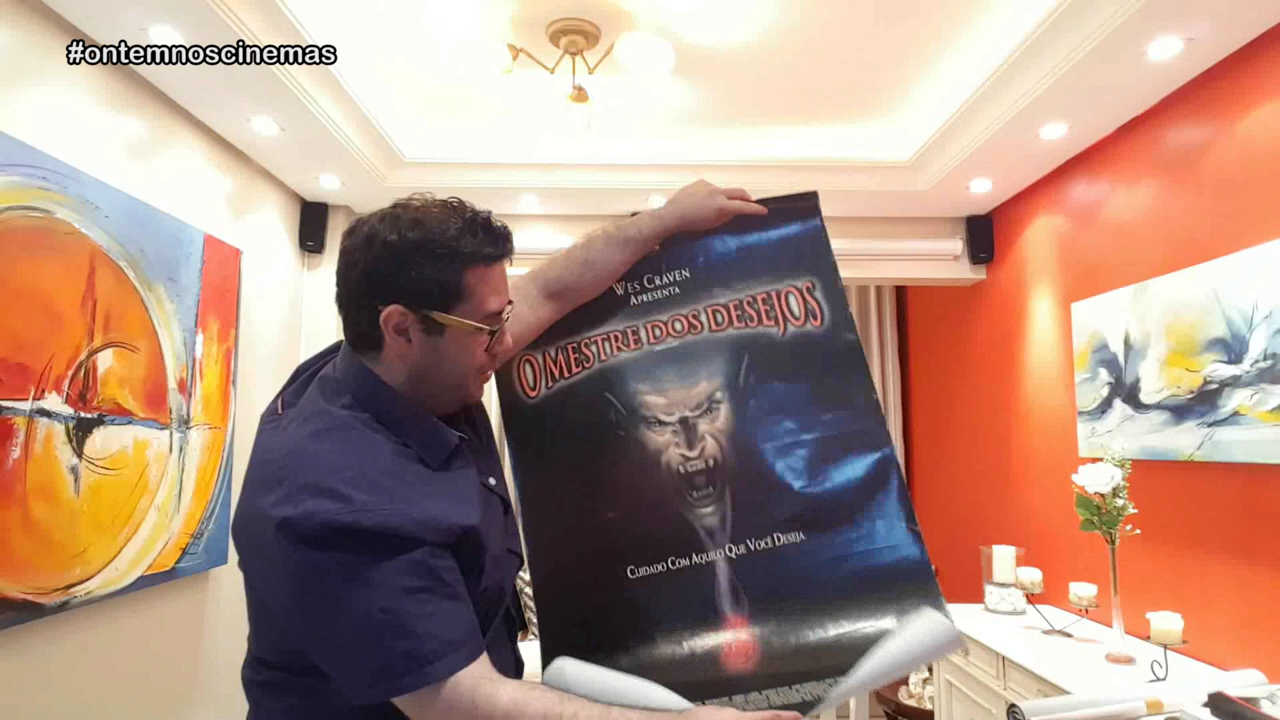 #ontemnoscinemas
WES CRAVEN
APRESENTA
O MESTRE DOS DESEJOS
CUIDADO COM AQUILO QUE VOCÊ DESEJA